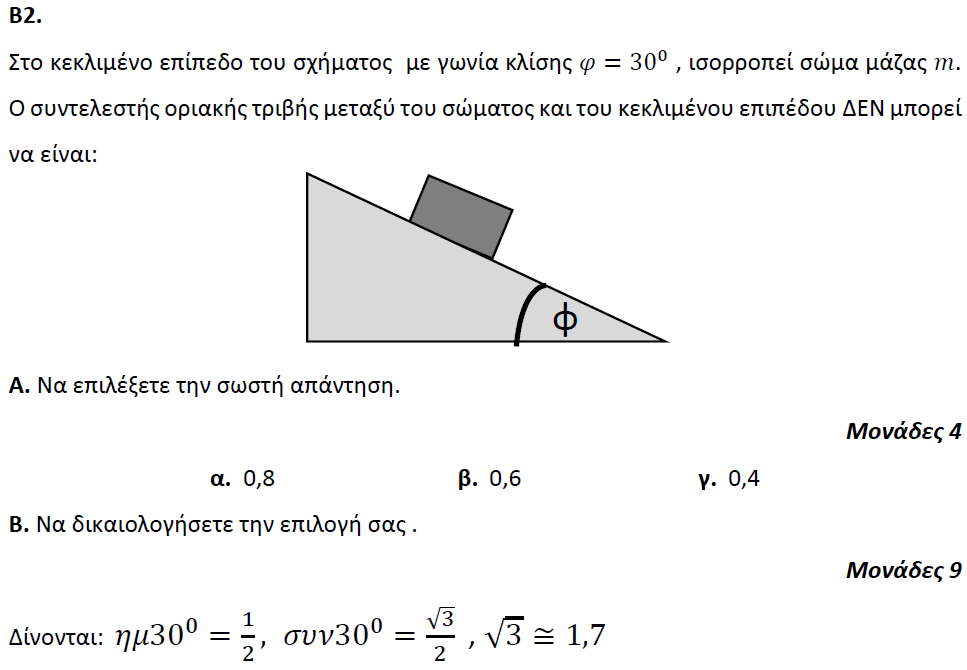 Β2.
Στο κεκλιμένο επίπεδο του σχήματος με γωνία κλίσης φ = 30⁰ , ισορροπεί σώμα μάζας m.
Ο συντελεστής οριακής τριβής μεταξύ του σώματος και του κεκλιμένου επιπέδου ΔΕΝ μπορεί
να είναι:
ϕ
Α. Να επιλέξετε την σωστή απάντηση.
Μονάδες 4
α. 0,8 β. 0,6 γ. 0,4
Β. Να δικαιολογήσετε την επιλογή σας .
Μονάδες 9
Δίνονται: ημ30⁰ = 1/2, συν30⁰ = √3/2 , √3 ≅ 1,7